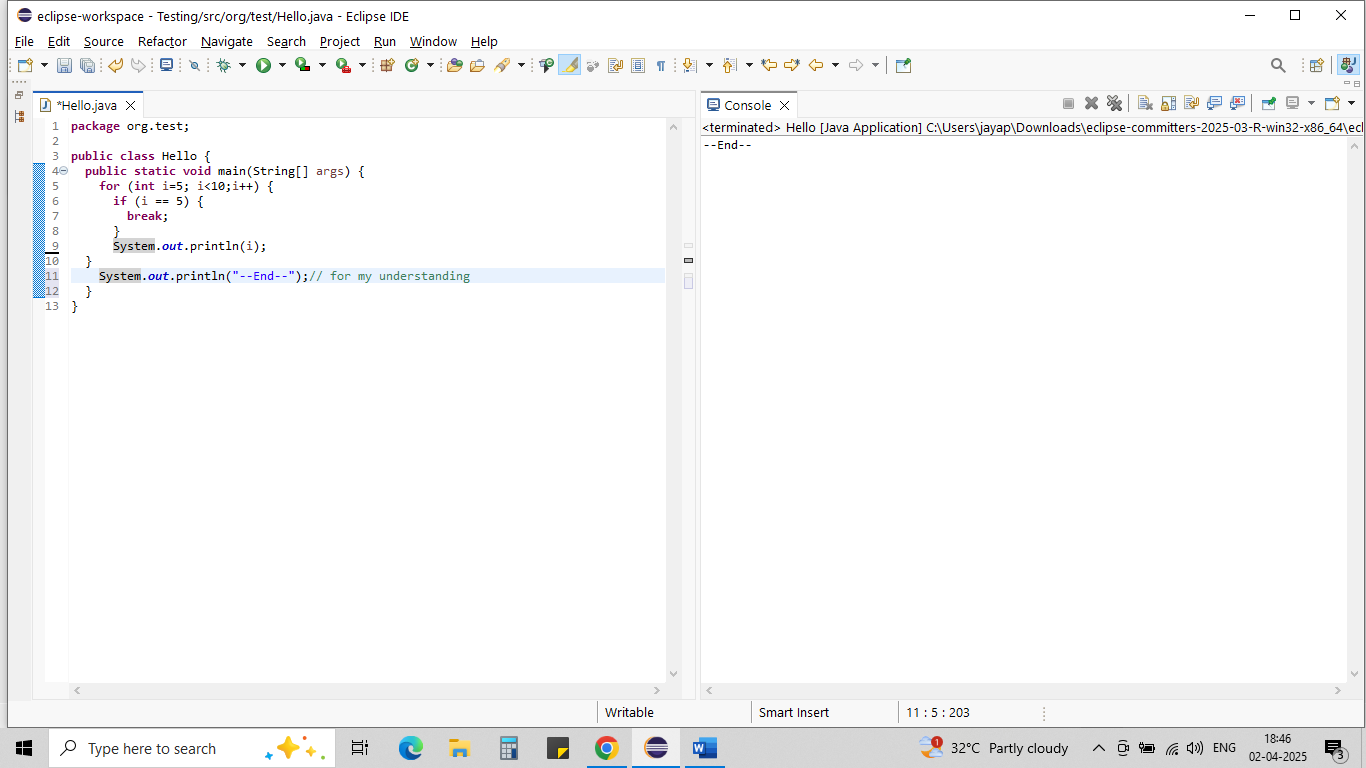 eclipse-workspace - Testing/src/org/test/Hello.java - Eclipse IDE
File Edit Source Refactor Navigate Search Project Run Window Help
*Hello.java
1 package org.test;
2
3 public class Hello {
4 public static void main(String[] args) {
5 for (int i=5; i<10;i++) {
6 if (i == 5) {
7 break;
8 }
9 System.out.println(i);
10 }
11 System.out.println("--End--");// for my understanding
12 }
13 }
Console
<terminated> Hello [Java Application] C:\Users\jayap\Downloads\eclipse-committers-2025-03-R-win32-x86_64\ecl
--End--
Writable Smart Insert 11 : 5 : 203
Type here to search
1 32°C Partly cloudy ENG 18:46
02-04-2025
3